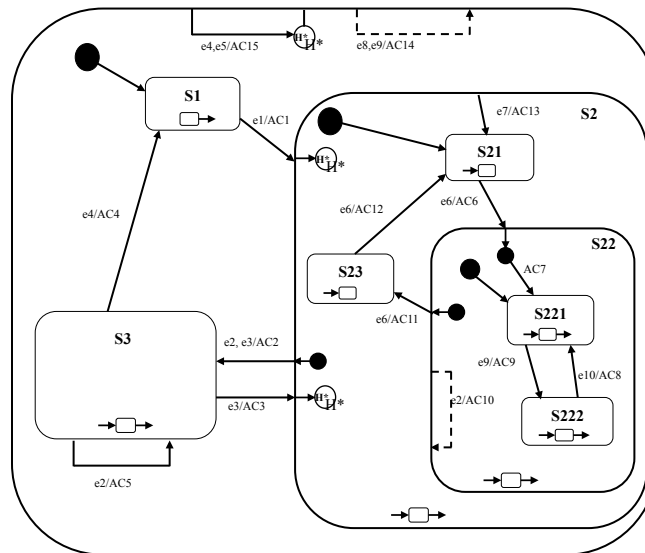 e4,e5/AC15
H*
H*
e8,e9/AC14
S1
e1/AC1
e7/AC13
S2
S21
H*
H*
e6/AC12
e6/AC6
e4/AC4
S22
S23
AC7
e6/AC11
S221
S3
e2, e3/AC2
e9/AC9
e10/AC8
e3/AC3
H*
H*
e2/AC10
S222
e2/AC5